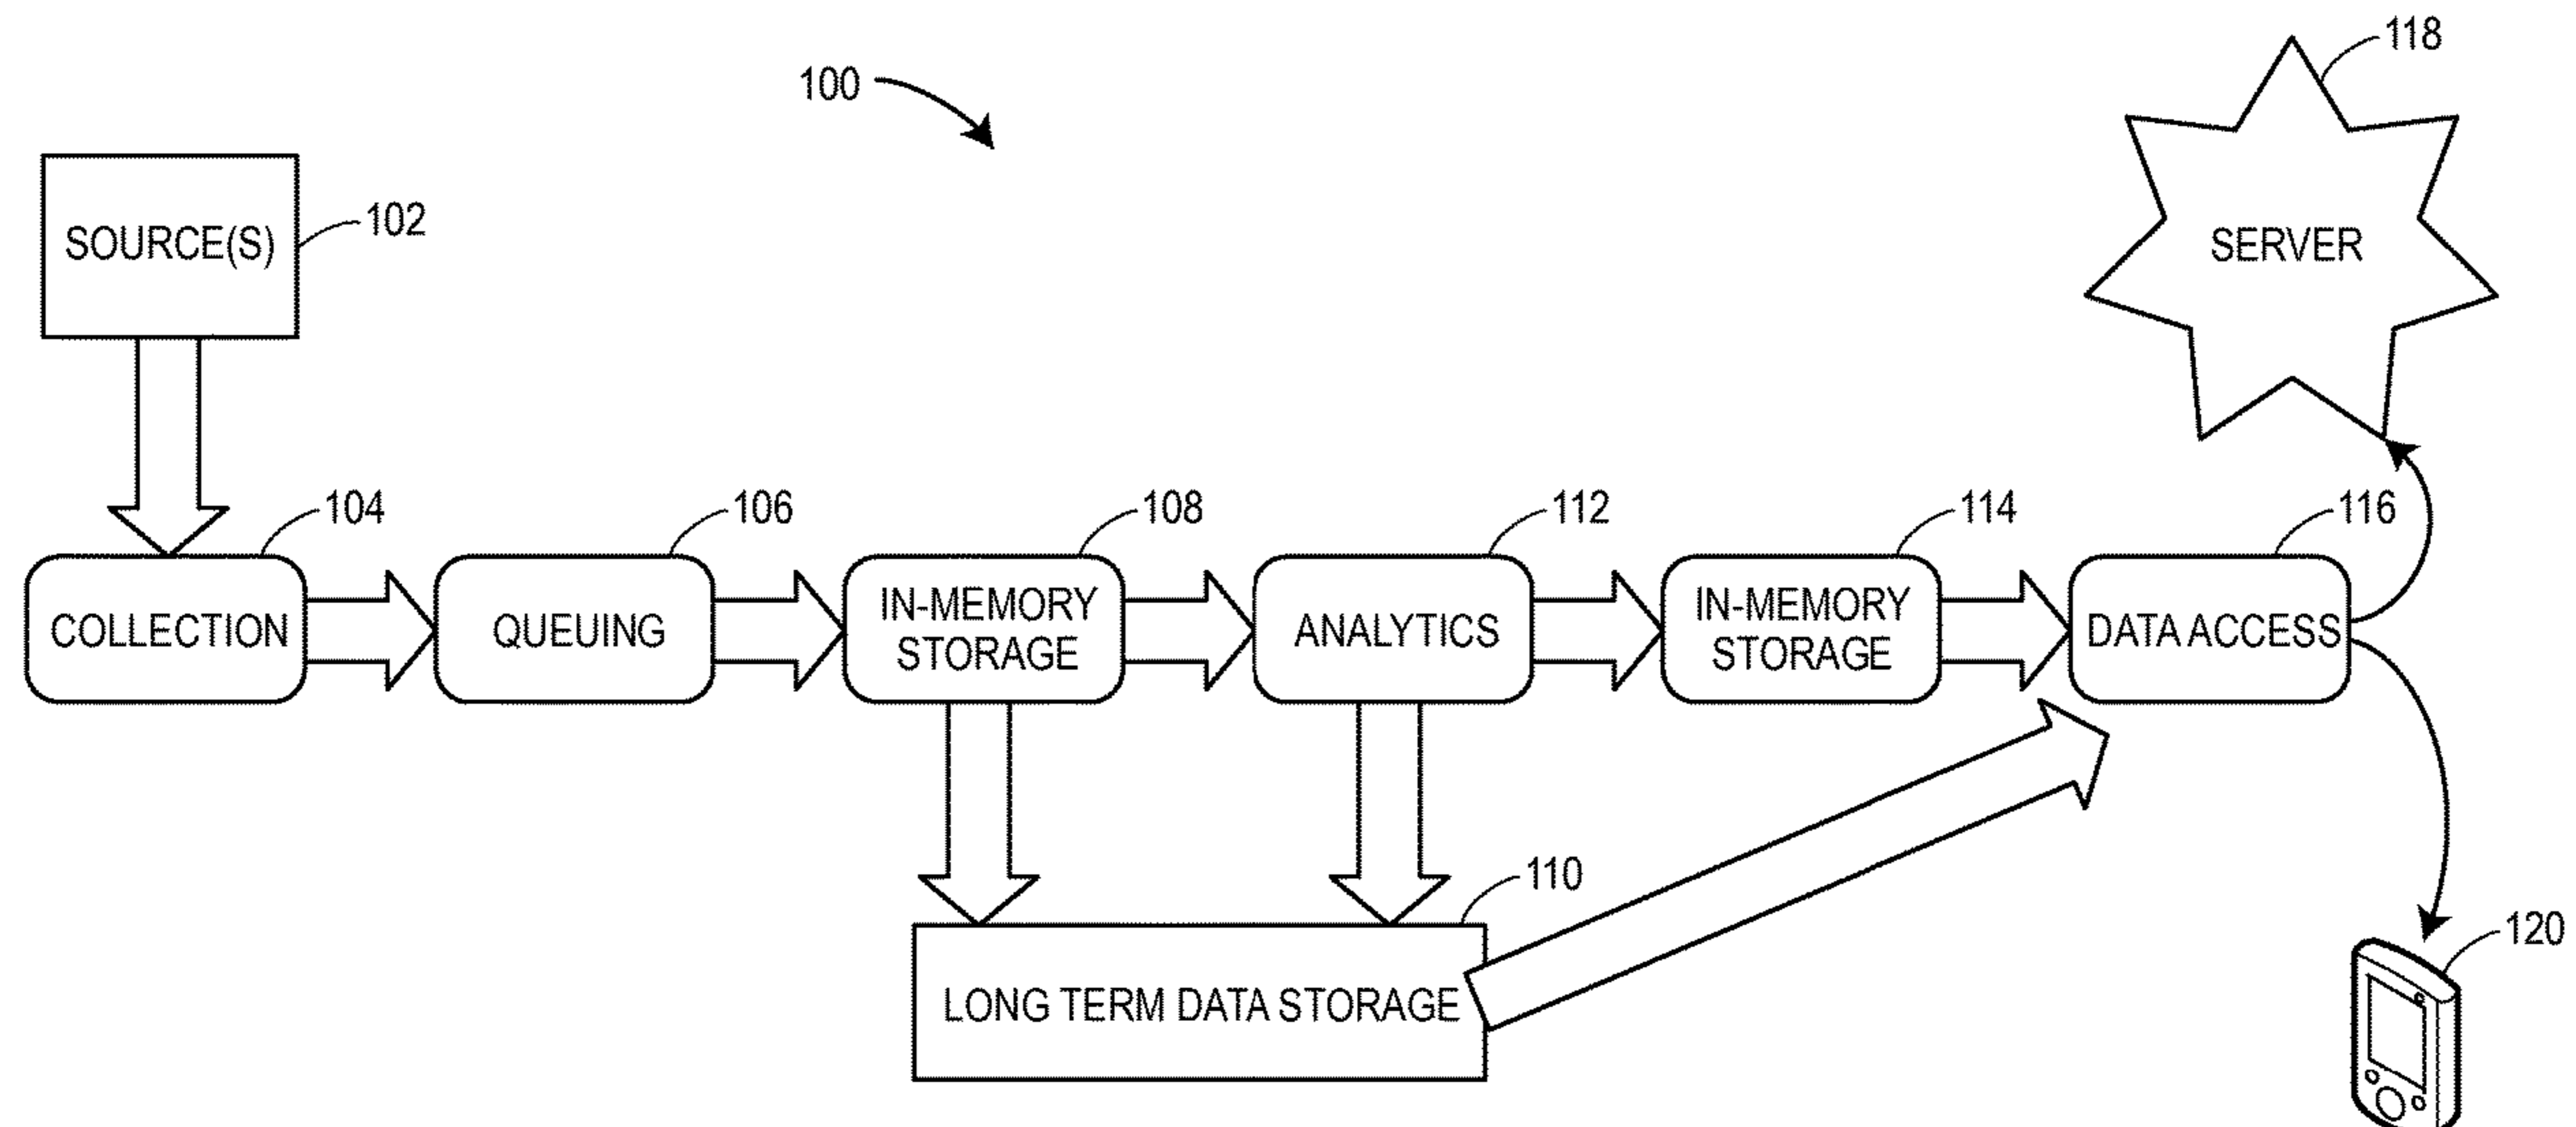 118
100
SOURCE(S)
102
SERVER
104
106
108
112
114
116
COLLECTION
QUEUING
IN-MEMORY
STORAGE
ANALYTICS
IN-MEMORY
STORAGE
DATA ACCESS
110
LONG TERM DATA STORAGE
120